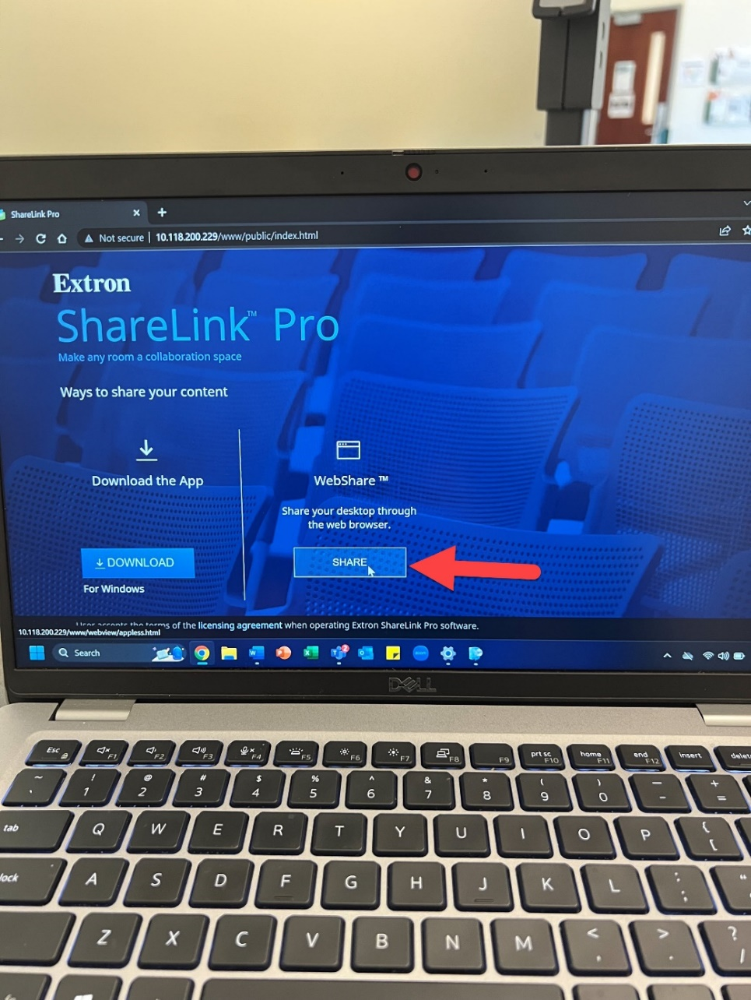 ShareLink Pro
Not secure | 10.118.200.229/www/public/index.html
Extron
ShareLink™ Pro
Make any room a collaboration space
Ways to share your content
Download the App
WebShare ™
Share your desktop through
the web browser.
DOWNLOAD
SHARE
For Windows
User accepts the terms of the licensing agreement when operating Extron ShareLink Pro software.
10.118.200.229/www/webview/appless.html
Search
2
DELL
Esc F1 F2 F3 F4 F5 F6 F7 F8 F9 prt sc F10 home F11 end F12 insert delet
~ ! @ # $ % ^ & * ( ) — +
` 1 2 3 4 5 6 7 8 9 0 - =
tab Q W E R T Y U I O P { [
lock A S D F G H J K L : ; "
Z X C V B N M < , > . ? /